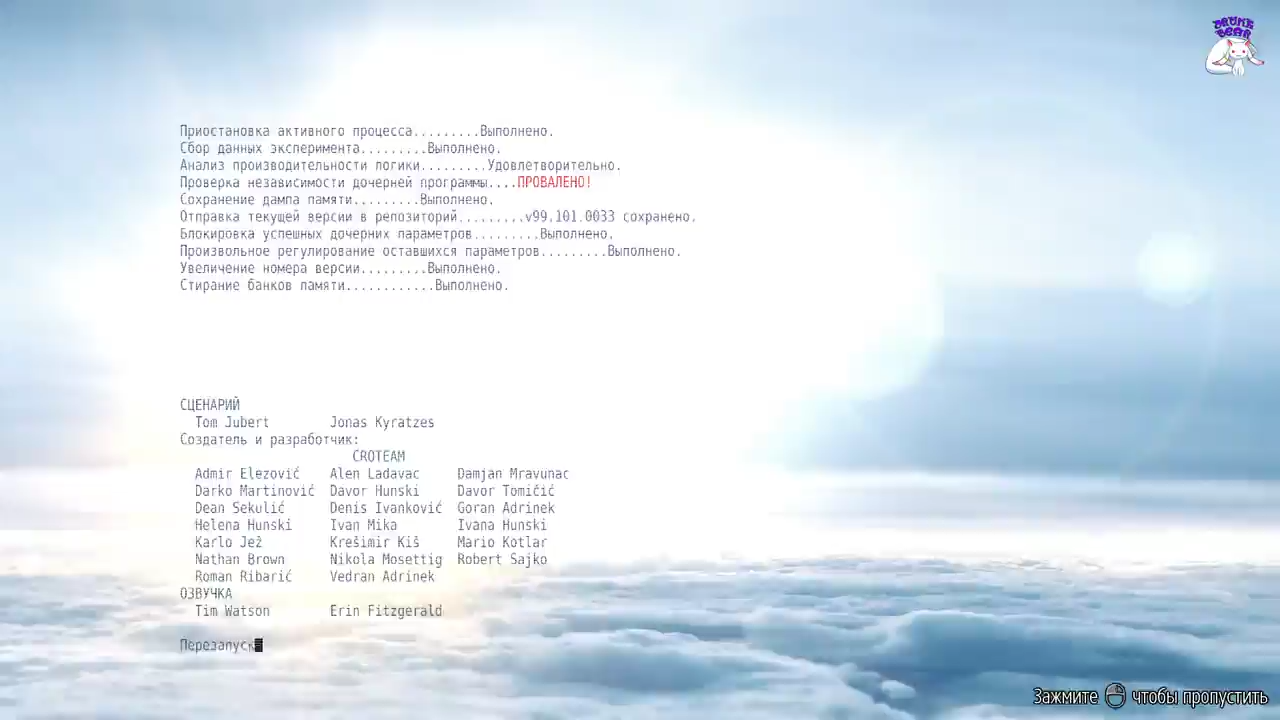 DRUNK BEAR
Приостановка активного процесса.........Выполнено.
Сбор данных эксперимента.........Выполнено.
Анализ производительности логики.........Удовлетворительно.
Проверка независимости дочерней программы....ПРОВАЛЕНО!
Сохранение дампа памяти.........Выполнено.
Отправка текущей версии в репозиторий.........v99.101.0033 сохранено.
Блокировка успешных дочерних параметров.........Выполнено.
Произвольное регулирование оставшихся параметров.........Выполнено.
Увеличение номера версии.........Выполнено.
Стирание банков памяти............Выполнено.
СЦЕНАРИЙ
Tom Jubert Jonas Kyratzes
Создатель и разработчик:
CROTEAM
Admir Elezović Alen Ladavac Damjan Mravunac
Darko Martinović Davor Hunski Davor Tomičić
Dean Sekulić Denis Ivanković Goran Adrinek
Helena Hunski Ivan Mika Ivana Hunski
Karlo Jež Krešimir Kiš Mario Kotlar
Nathan Brown Nikola Mosettig Robert Sajko
Roman Ribarić Vedran Adrinek
ОЗВУЧКА
Tim Watson Erin Fitzgerald
Перезапуск
Зажмите чтобы пропустить